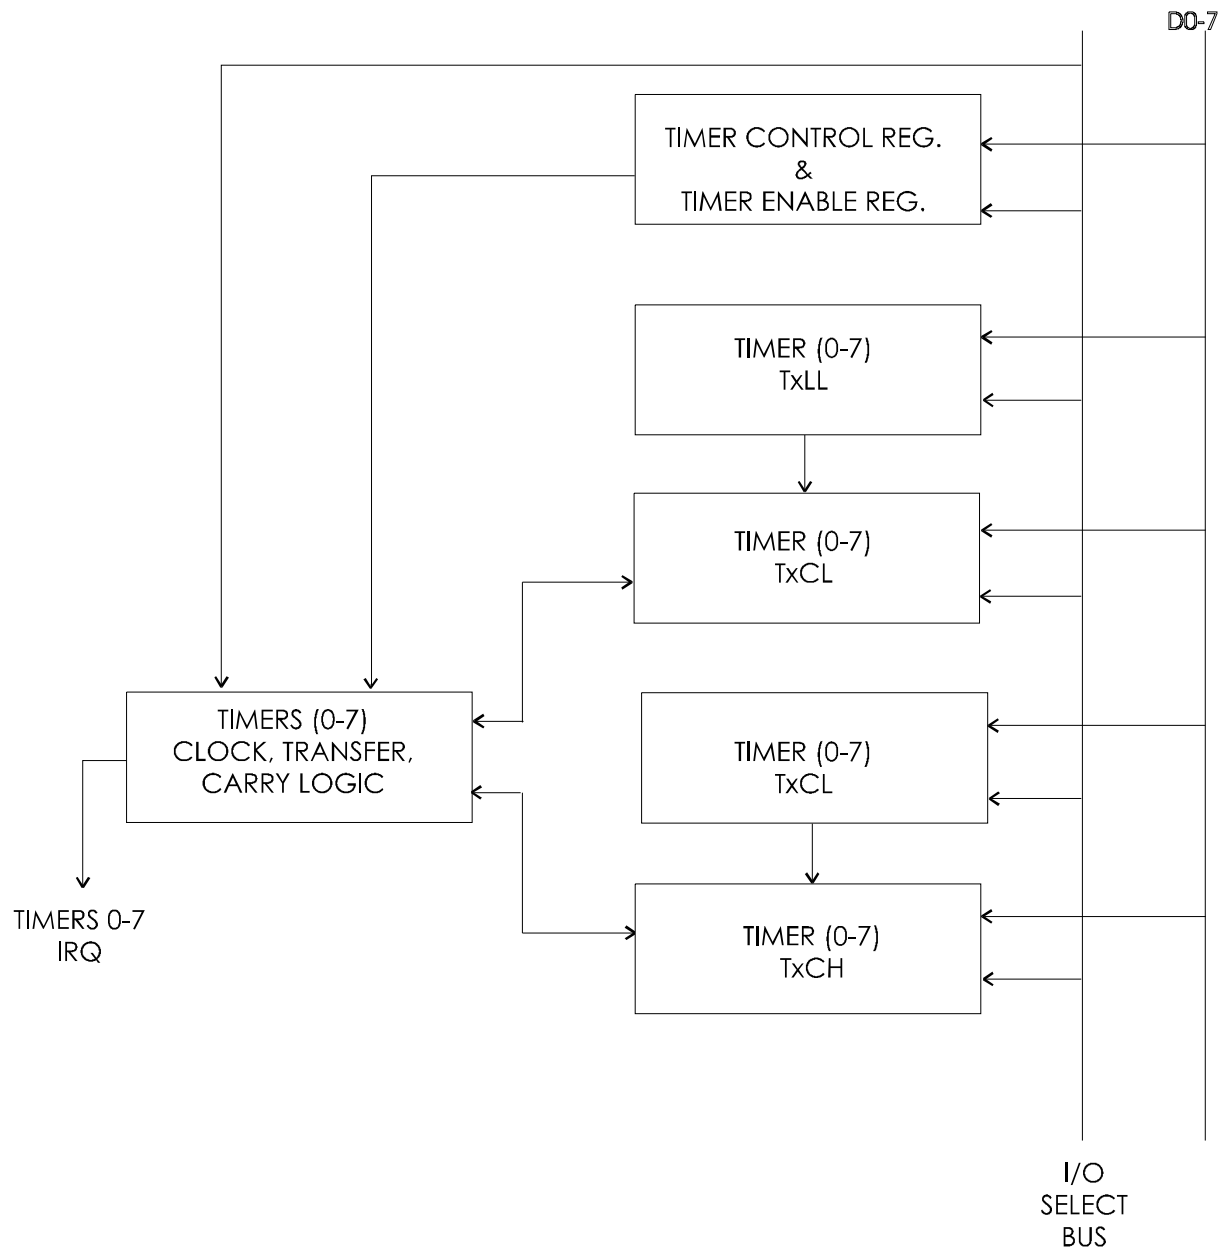 D0-7
TIMER CONTROL REG.
&
TIMER ENABLE REG.
TIMER (0-7)
TxLL
TIMER (0-7)
TxCL
TIMERS (0-7)
CLOCK, TRANSFER,
CARRY LOGIC
TIMER (0-7)
TxCL
TIMERS 0-7
IRQ
TIMER (0-7)
TxCH
I/O
SELECT
BUS